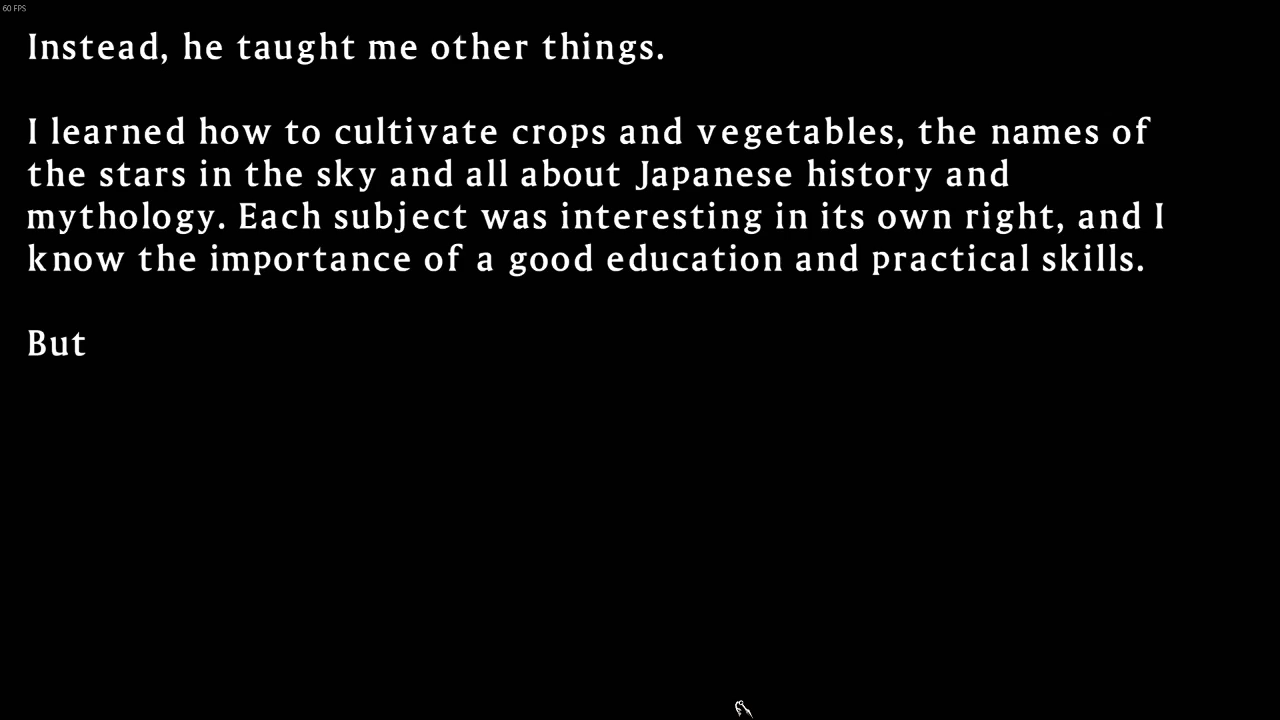 60 FPS
Instead, he taught me other things.
I learned how to cultivate crops and vegetables, the names of
the stars in the sky and all about Japanese history and
mythology. Each subject was interesting in its own right, and I
know the importance of a good education and practical skills.
But